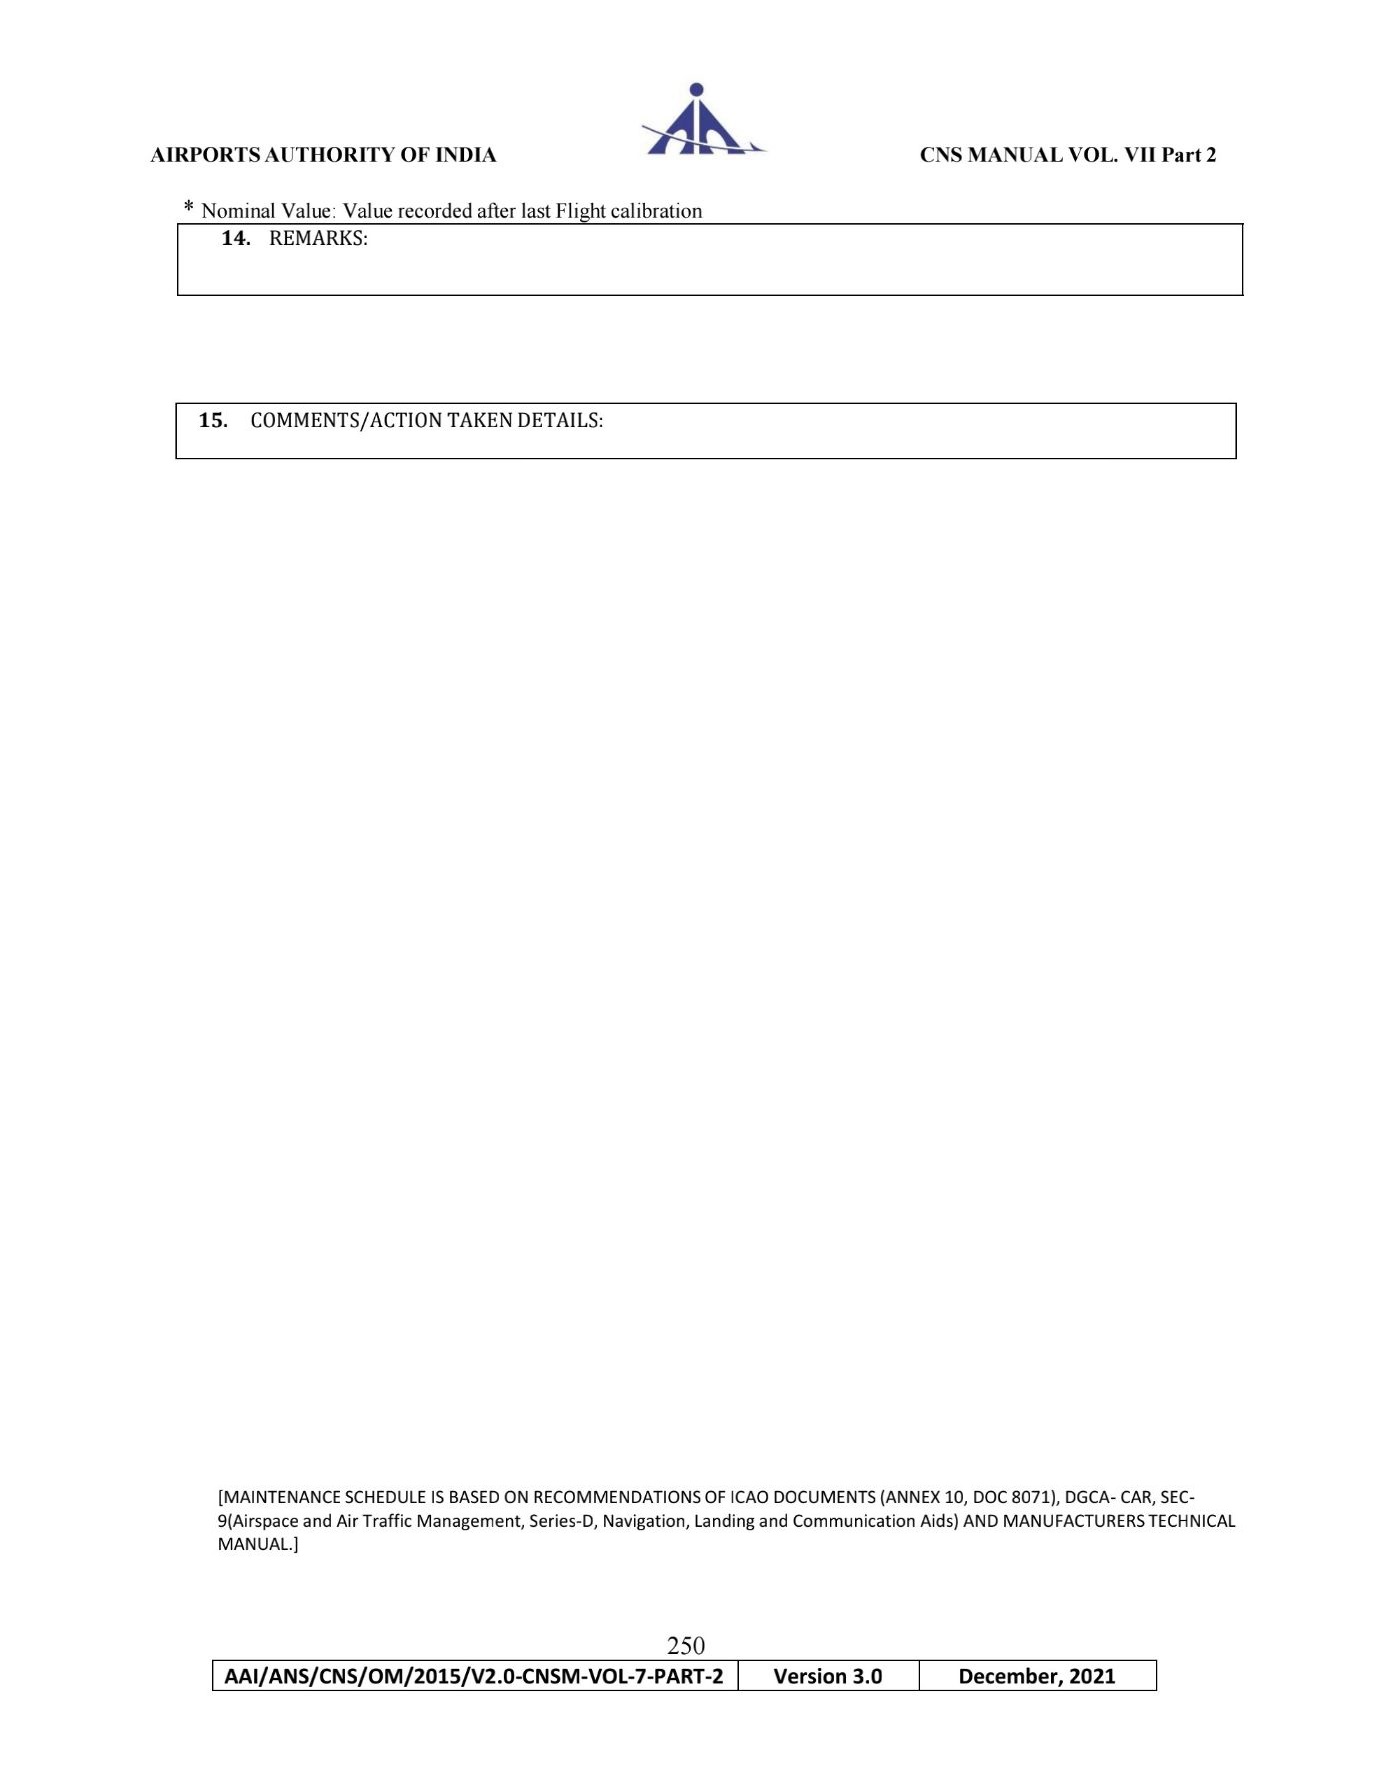 AIRPORTS AUTHORITY OF INDIA
CNS MANUAL VOL. VII Part 2
* Nominal Value: Value recorded after last Flight calibration
14. REMARKS:
15. COMMENTS/ACTION TAKEN DETAILS:
[MAINTENANCE SCHEDULE IS BASED ON RECOMMENDATIONS OF ICAO DOCUMENTS (ANNEX 10, DOC 8071), DGCA- CAR, SEC-
9(Airspace and Air Traffic Management, Series-D, Navigation, Landing and Communication Aids) AND MANUFACTURERS TECHNICAL
MANUAL.]
250
AAI/ANS/CNS/OM/2015/V2.0-CNSM-VOL-7-PART-2 Version 3.0 December, 2021